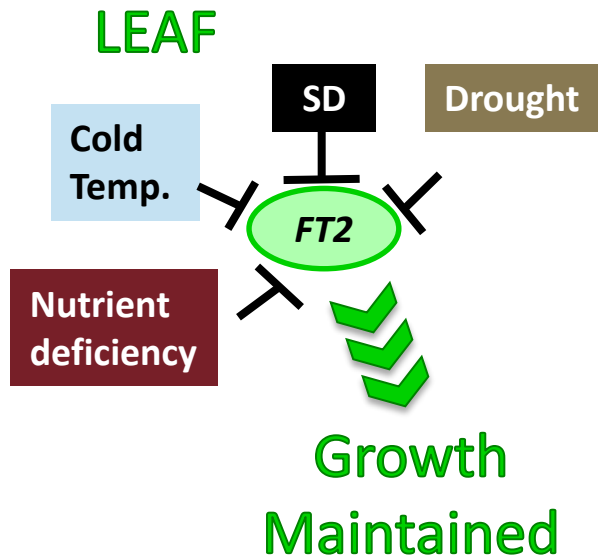 LEAF
SD
Drought
Cold
Temp.
FT2
Nutrient
deficiency
Growth
Maintained